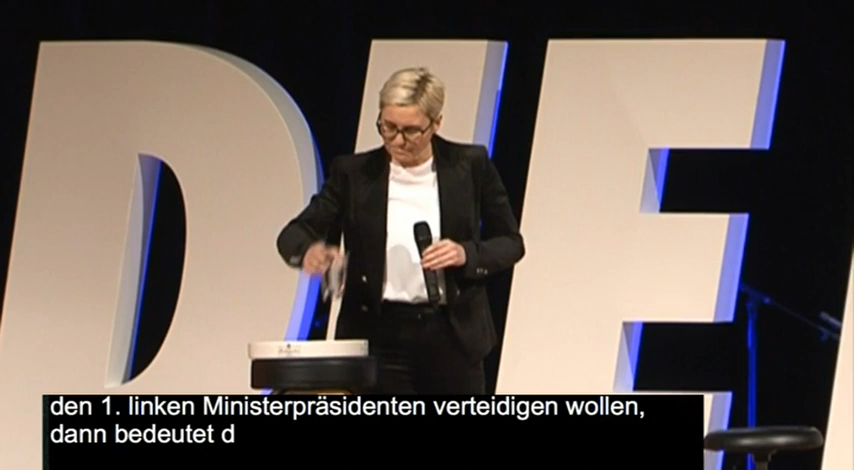 DIE
den 1. linken Ministerpräsidenten verteidigen wollen,
dann bedeutet d